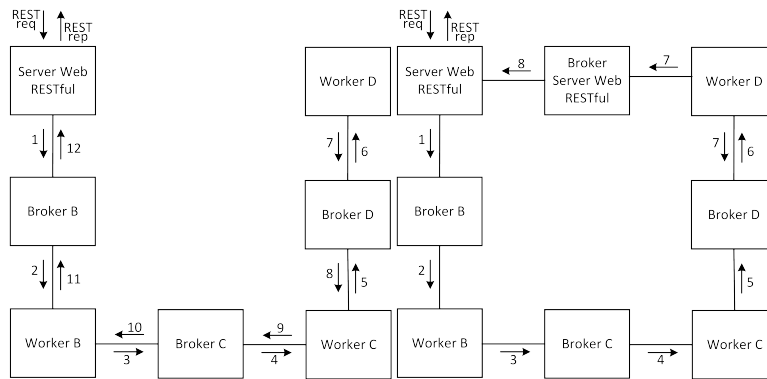 REST
req
REST
rep
REST
req
REST
rep
Server Web
RESTful
Worker D
Server Web
RESTful
8
Broker
Server Web
RESTful
7
Worker D
1
12
7
6
1
7
6
Broker B
Broker D
Broker B
Broker D
2
11
8
5
2
5
Worker B
10
3
Broker C
9
4
Worker C
Worker B
3
Broker C
4
Worker C